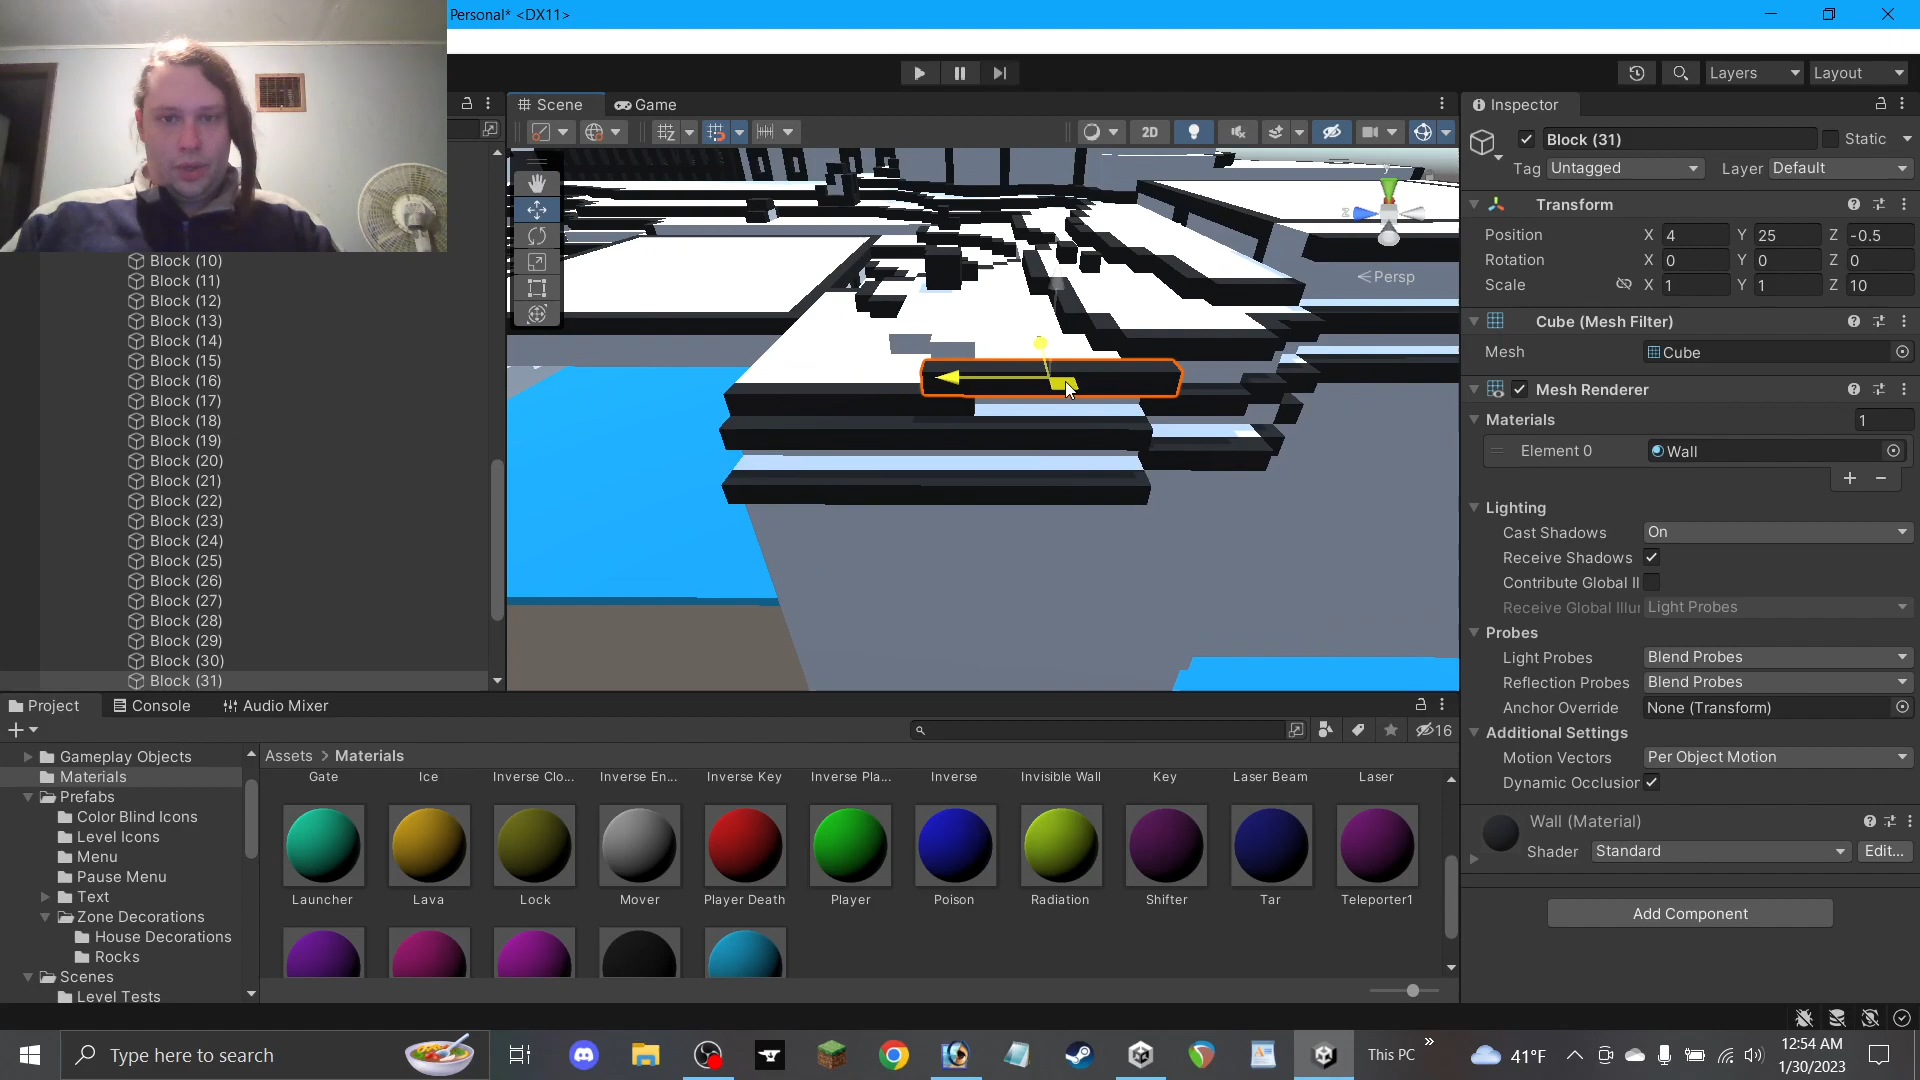 Personal* <DX11>
Layers
Layout
Scene
Game
Inspector
2D
Block (31)
Static
Tag Untagged Layer Default
Transform
Position X 4 Y 25 Z -0.5
Rotation X 0 Y 0 Z 0
Scale X 1 Y 1 Z 10
Cube (Mesh Filter)
Mesh Cube
Mesh Renderer
Materials 1
Element 0 Wall
Lighting
Cast Shadows On
Receive Shadows
Contribute Global Il
Receive Global Illu Light Probes
Probes
Light Probes Blend Probes
Reflection Probes Blend Probes
Anchor Override None (Transform)
Additional Settings
Motion Vectors Per Object Motion
Dynamic Occlusion
Wall (Material)
Shader Standard Edit...
Add Component
y
z
Persp
Block (10)
Block (11)
Block (12)
Block (13)
Block (14)
Block (15)
Block (16)
Block (17)
Block (18)
Block (19)
Block (20)
Block (21)
Block (22)
Block (23)
Block (24)
Block (25)
Block (26)
Block (27)
Block (28)
Block (29)
Block (30)
Block (31)
Project Console Audio Mixer
16
Gameplay Objects
Materials
Prefabs
Color Blind Icons
Level Icons
Menu
Pause Menu
Text
Zone Decorations
House Decorations
Rocks
Scenes
Level Tests
Assets > Materials
Gate Ice Inverse Clo... Inverse En... Inverse Key Inverse Pla... Inverse Invisible Wall Key Laser Beam Laser
Launcher Lava Lock Mover Player Death Player Poison Radiation Shifter Tar Teleporter1
Type here to search
This PC
41°F
12:54 AM
1/30/2023